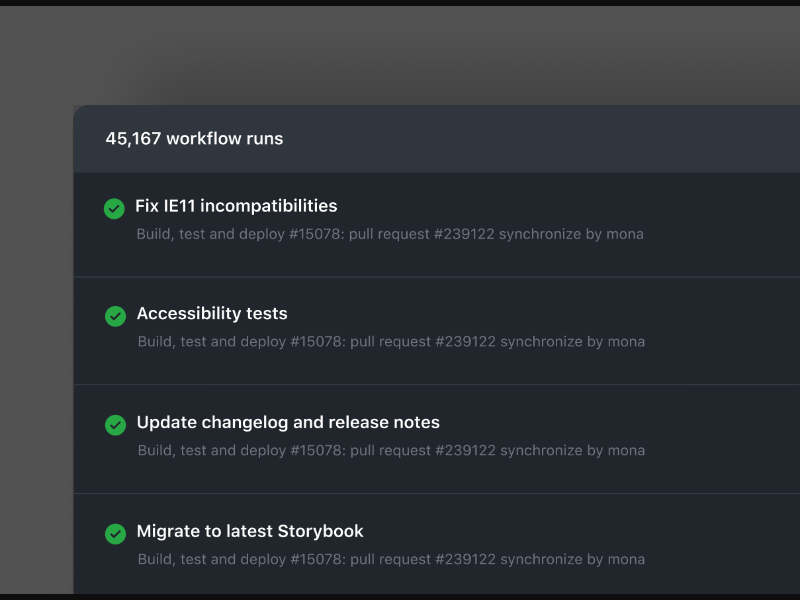 45,167 workflow runs
Fix IE11 incompatibilities
Build, test and deploy #15078: pull request #239122 synchronize by mona
Accessibility tests
Build, test and deploy #15078: pull request #239122 synchronize by mona
Update changelog and release notes
Build, test and deploy #15078: pull request #239122 synchronize by mona
Migrate to latest Storybook
Build, test and deploy #15078: pull request #239122 synchronize by mona